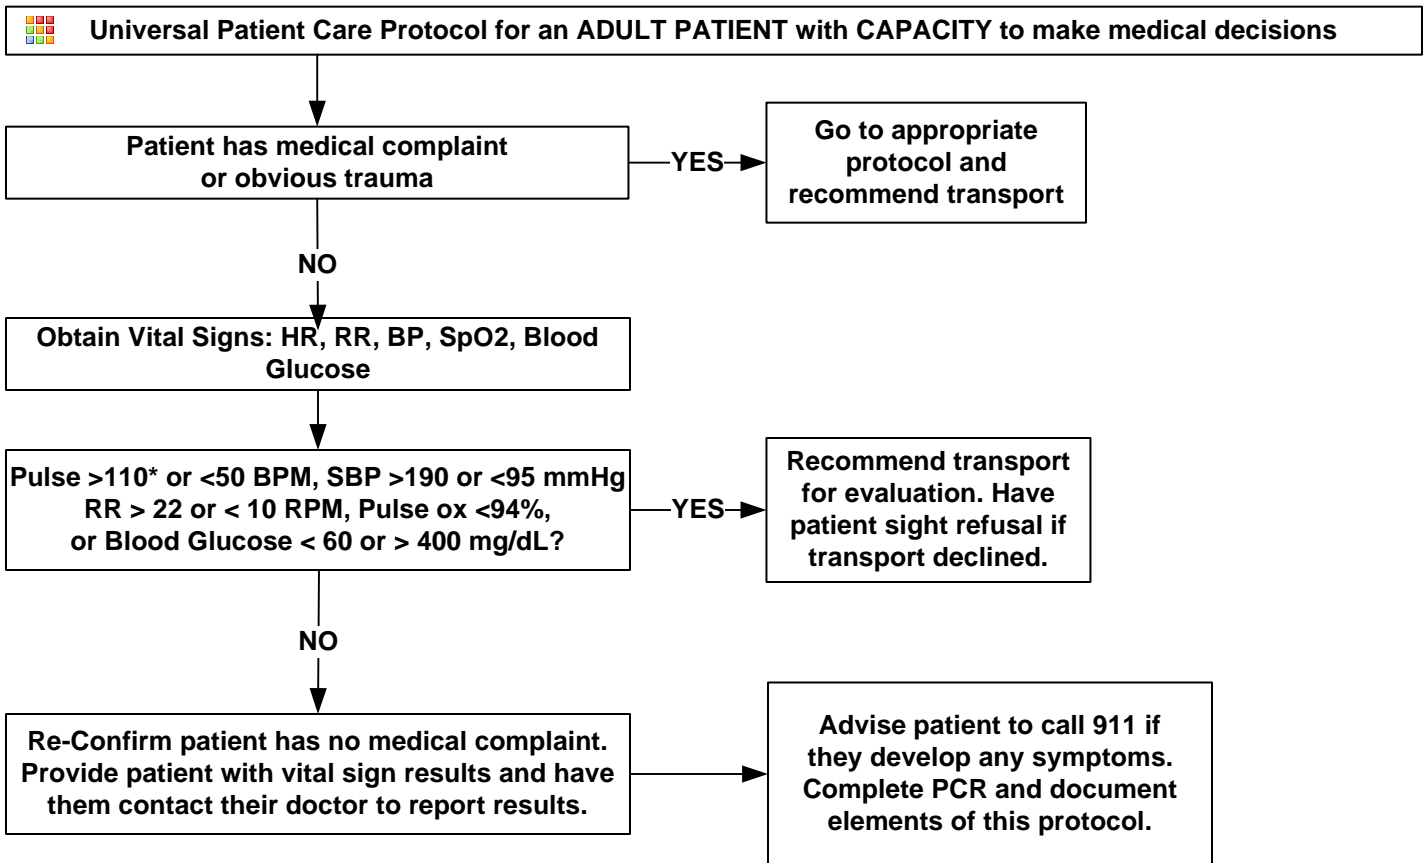 Universal Patient Care Protocol for an ADULT PATIENT with CAPACITY to make medical decisions
Patient has medical complaint
or obvious trauma
YES
Go to appropriate
protocol and
recommend transport
NO
Obtain Vital Signs: HR, RR, BP, SpO2, Blood
Glucose
Pulse >110* or <50 BPM, SBP >190 or <95 mmHg
RR > 22 or < 10 RPM, Pulse ox <94%,
or Blood Glucose < 60 or > 400 mg/dL?
YES
Recommend transport
for evaluation. Have
patient sight refusal if
transport declined.
NO
Re-Confirm patient has no medical complaint.
Provide patient with vital sign results and have
them contact their doctor to report results.
Advise patient to call 911 if
they develop any symptoms.
Complete PCR and document
elements of this protocol.